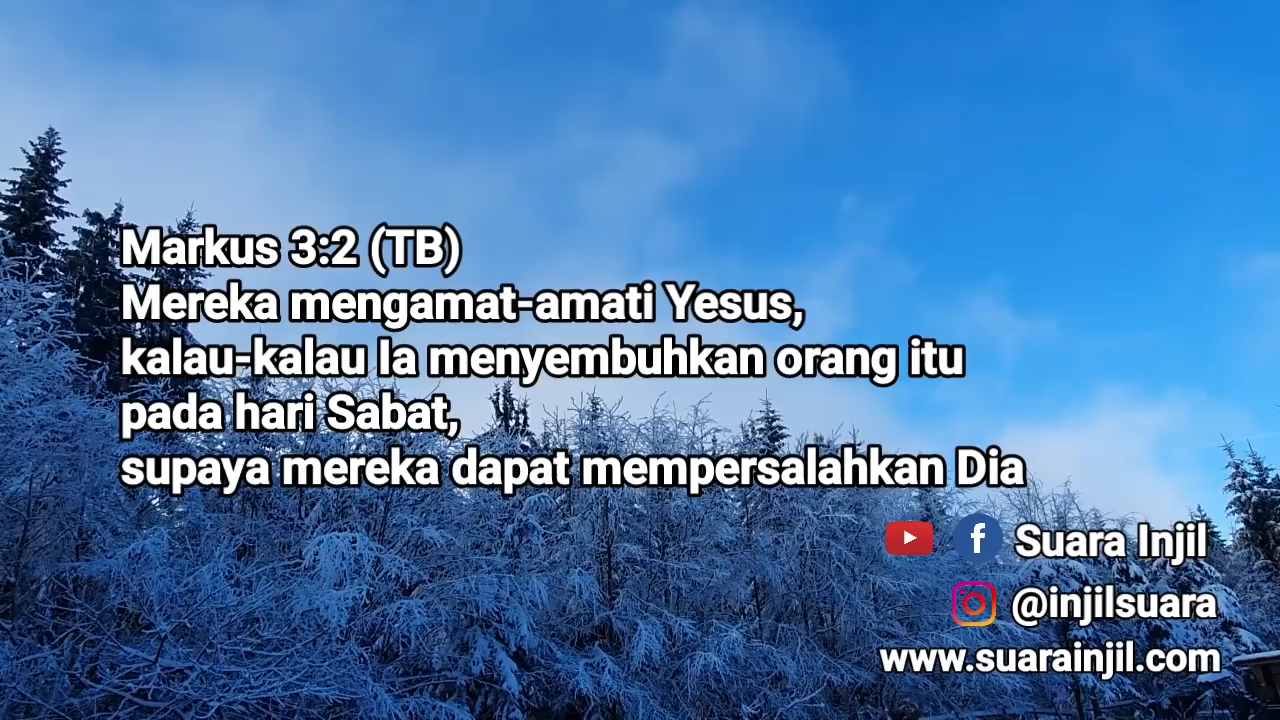 Markus 3:2 (TB)
Mereka mengamat-amati Yesus,
kalau-kalau Ia menyembuhkan orang itu
pada hari Sabat,
supaya mereka dapat mempersalahkan Dia
Suara Injil
@injilsuara
www.suarainjil.com